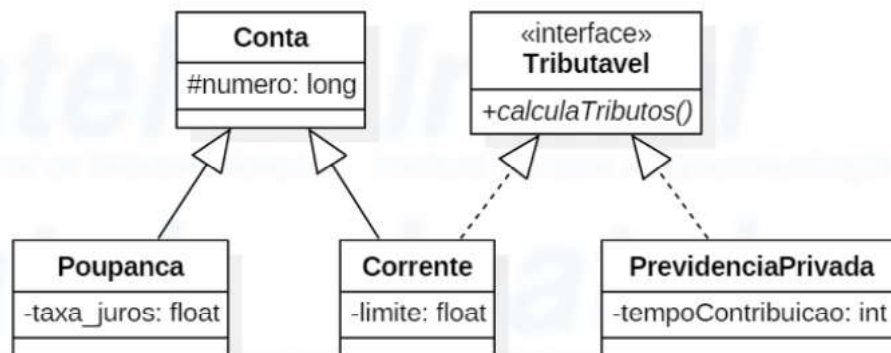 Conta
#numero: long
«interface»
Tributavel
+calculaTributos()
Poupanca
-taxa_juros: float
Corrente
-limite: float
PrevidenciaPrivada
-tempoContribuicao: int